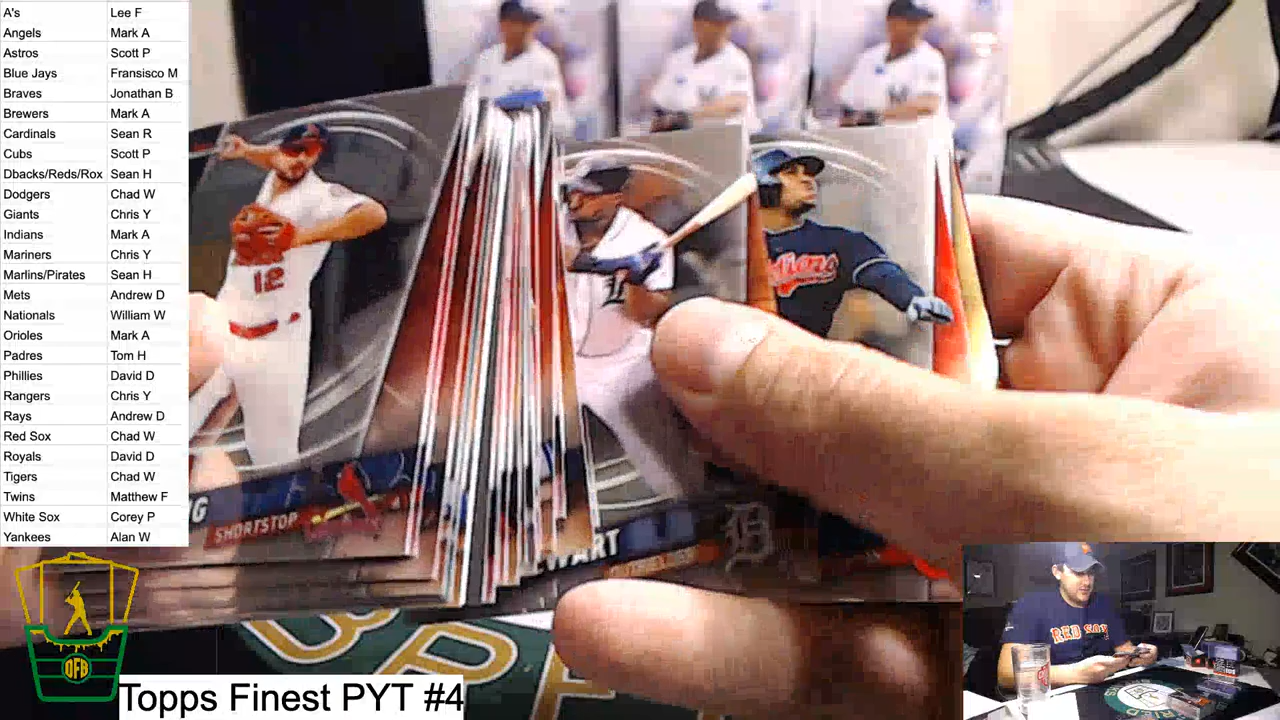 A's Lee F
Angels Mark A
Astros Scott P
Blue Jays Fransisco M
Braves Jonathan B
Brewers Mark A
Cardinals Sean R
Cubs Scott P
Dbacks/Reds/Rox Sean H
Dodgers Chad W
Giants Chris Y
Indians Mark A
Mariners Chris Y
Marlins/Pirates Sean H
Mets Andrew D
Nationals William W
Orioles Mark A
Padres Tom H
Phillies David D
Rangers Chris Y
Rays Andrew D
Red Sox Chad W
Royals David D
Tigers Chad W
Twins Matthew F
White Sox Corey P
Yankees Alan W
12
NG
SHORTSTOP
WART
D
Indians
RED SOX
OFB
BRE
Topps Finest PYT #4